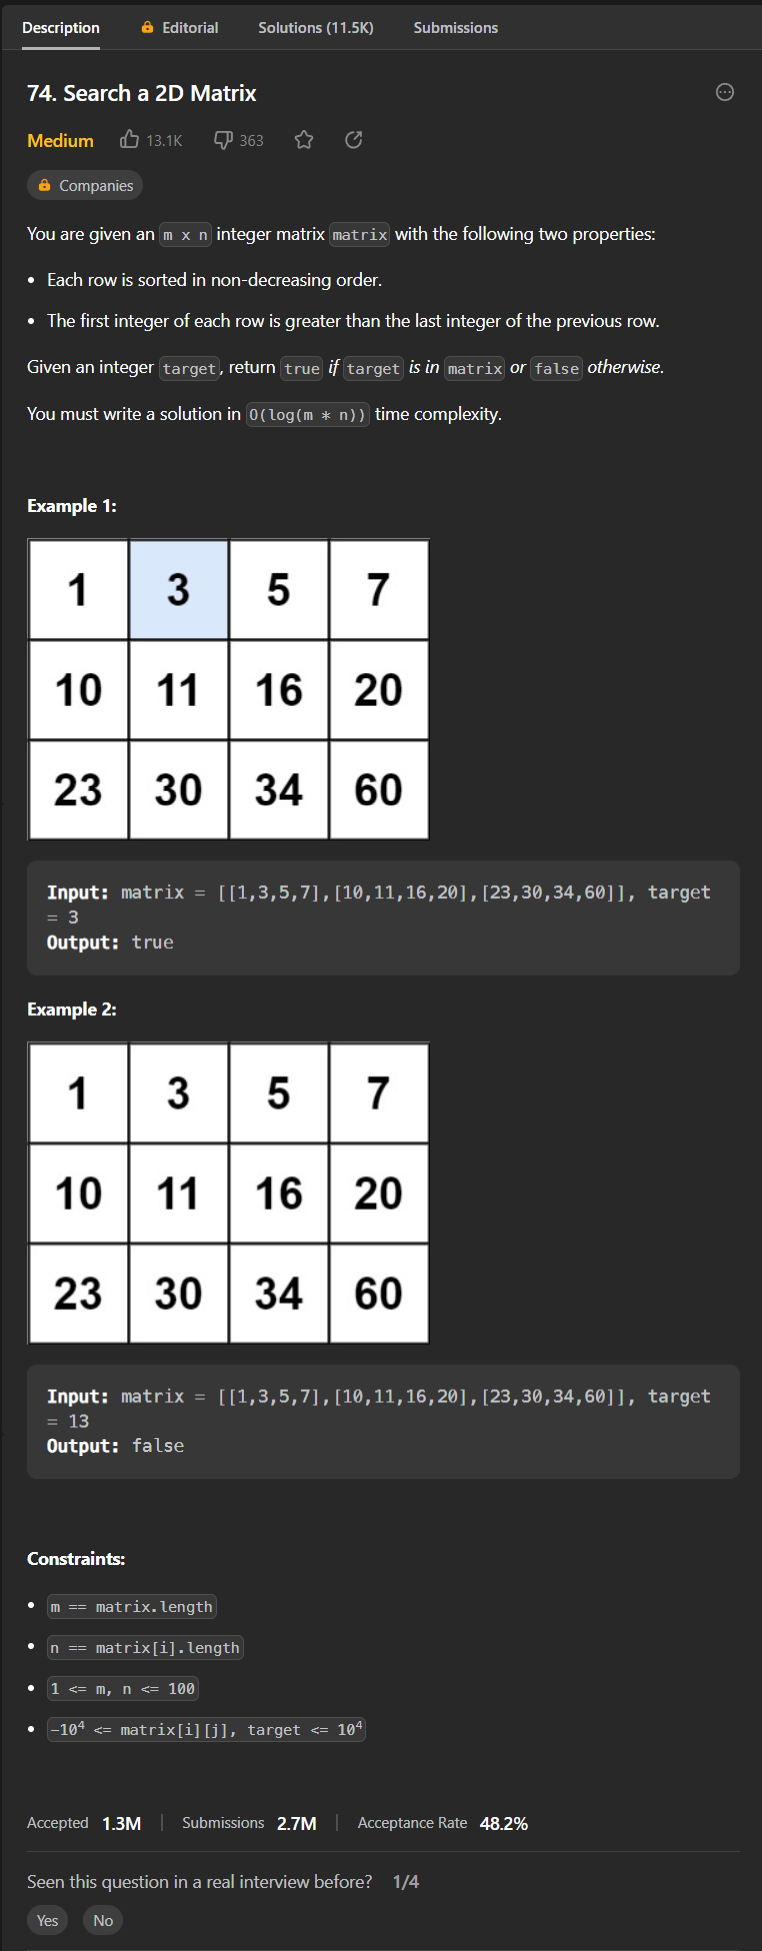 Description Editorial Solutions (11.5K) Submissions
74. Search a 2D Matrix
Medium 13.1K 363
Companies
You are given an m x n integer matrix matrix with the following two properties:
• Each row is sorted in non-decreasing order.
• The first integer of each row is greater than the last integer of the previous row.
Given an integer target, return true if target is in matrix or false otherwise.
You must write a solution in O(log(m * n)) time complexity.
Example 1:
1 3 5 7
10 11 16 20
23 30 34 60
Input: matrix = [[1,3,5,7],[10,11,16,20],[23,30,34,60]], target
= 3
Output: true
Example 2:
1 3 5 7
10 11 16 20
23 30 34 60
Input: matrix = [[1,3,5,7],[10,11,16,20],[23,30,34,60]], target
= 13
Output: false
Constraints:
• m == matrix.length
• n == matrix[i].length
• 1 <= m, n <= 100
• -10⁴ <= matrix[i][j], target <= 10⁴
Accepted 1.3M | Submissions 2.7M | Acceptance Rate 48.2%
Seen this question in a real interview before? 1/4
Yes No